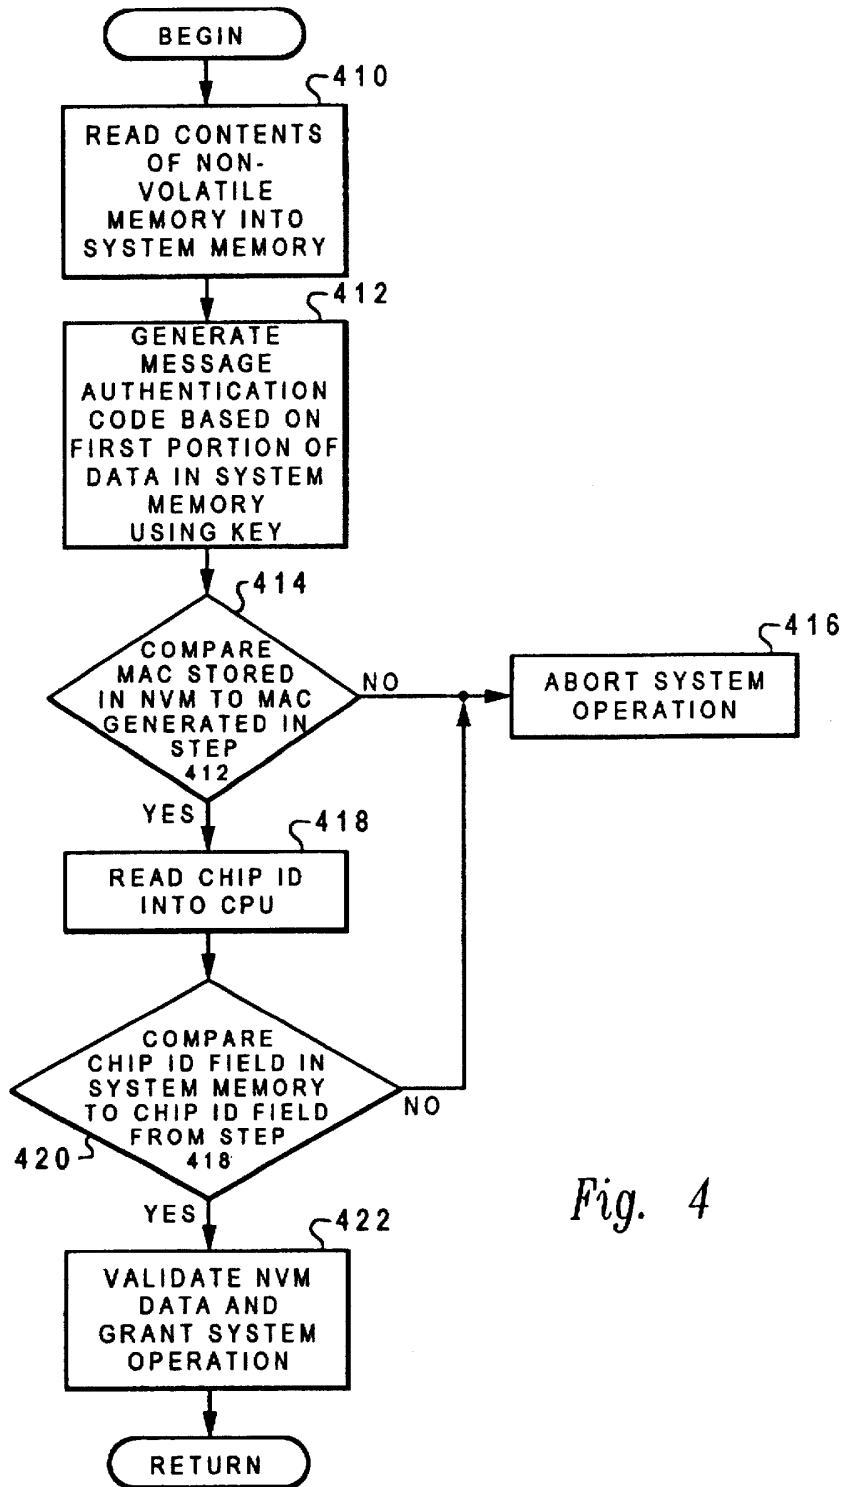 BEGIN
410
READ CONTENTS
OF NON-
VOLATILE
MEMORY INTO
SYSTEM MEMORY
412
GENERATE
MESSAGE
AUTHENTICATION
CODE BASED ON
FIRST PORTION OF
DATA IN SYSTEM
MEMORY
USING KEY
414
COMPARE
MAC STORED
IN NVM TO MAC
GENERATED IN
STEP
412
NO
416
ABORT SYSTEM
OPERATION
YES
418
READ CHIP ID
INTO CPU
COMPARE
CHIP ID FIELD IN
SYSTEM MEMORY
TO CHIP ID FIELD
FROM STEP
418
NO
420
YES
422
VALIDATE NVM
DATA AND
GRANT SYSTEM
OPERATION
RETURN
Fig. 4